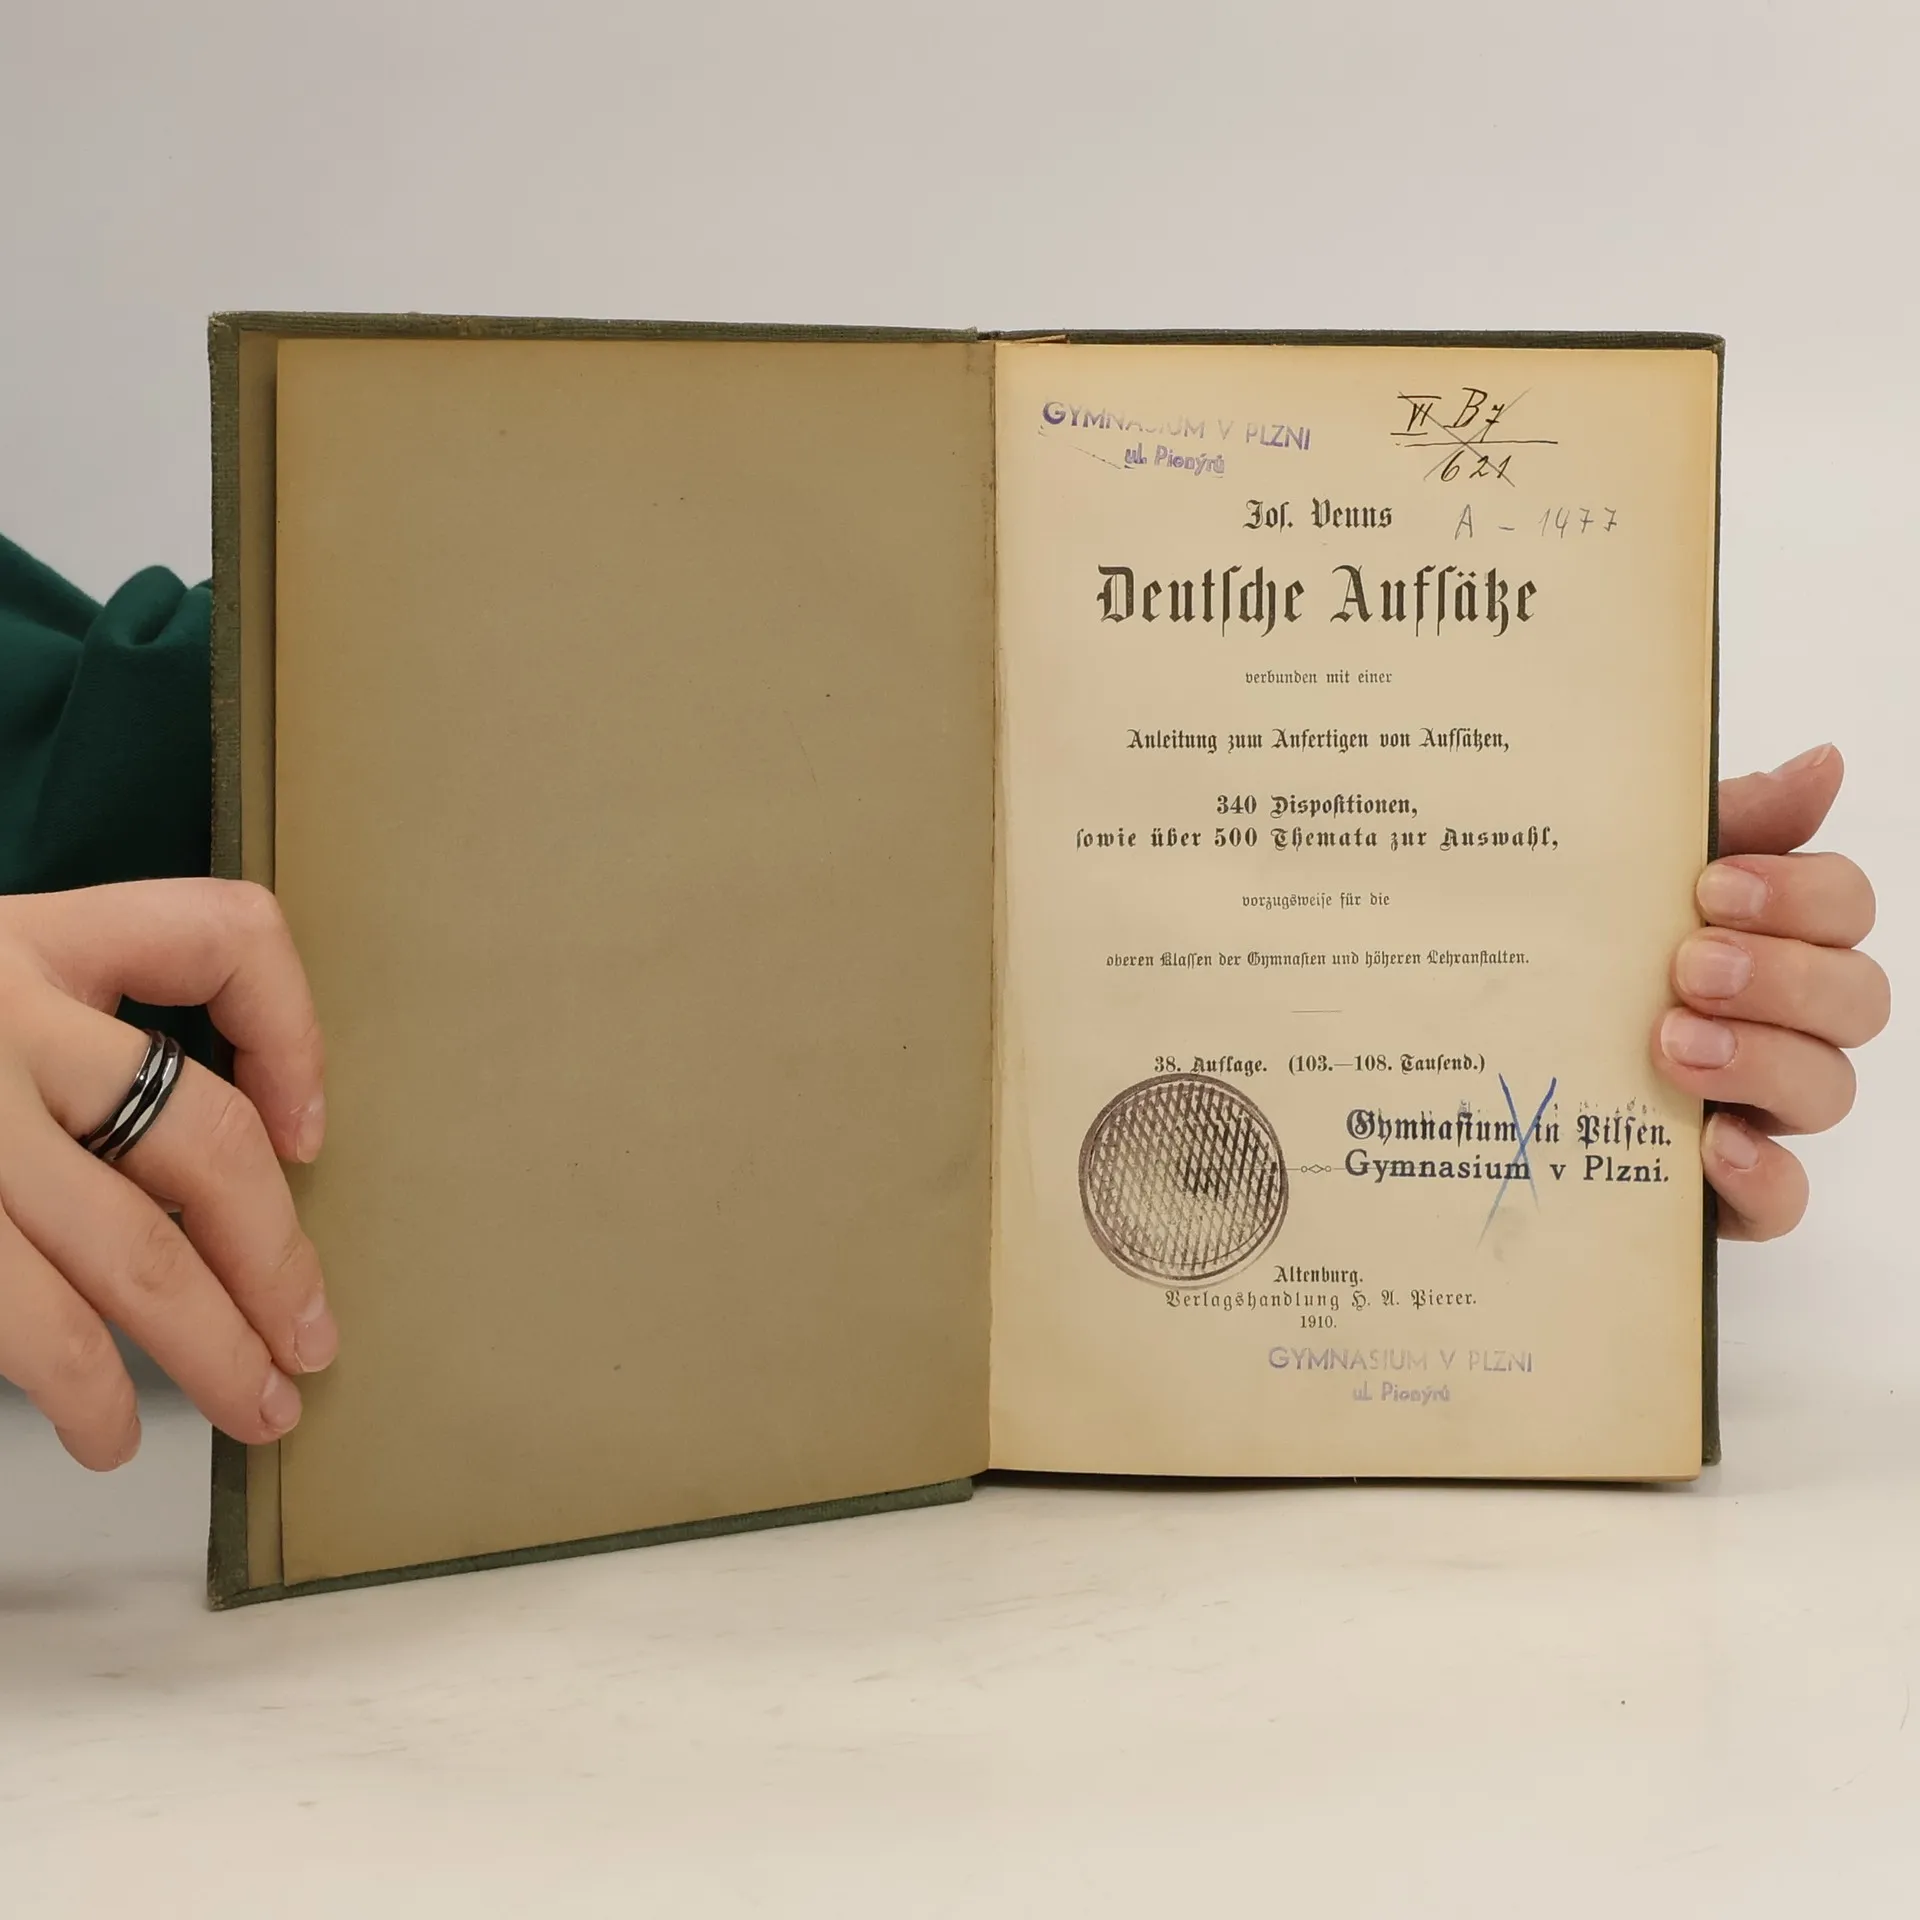 GYMNASIUM V PLZNI
ul. Pionýrů
VI B 7
621
Jos. Venns
A - 1477
Deutsche Aufsätze
verbunden mit einer
Anleitung zum Anfertigen von Aufsätzen,
340 Dispositionen,
sowie über 500 Themata zur Auswahl,
vorzugsweise für die
oberen Klassen der Gymnasien und höheren Lehranstalten.
38. Auflage. (103.—108. Tausend.)
Gymnasium in Pilsen.
Gymnasium v Plzni.
Altenburg.
Verlagshandlung H. A. Pierer.
1910.
GYMNASIUM V PLZNI
ul. Pionýrů